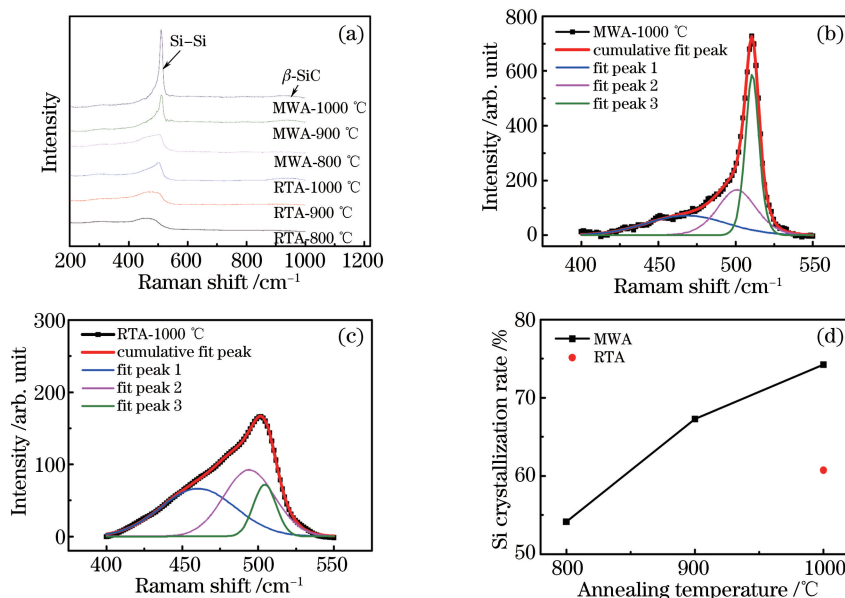 (a)
Si–Si
β-SiC
MWA-1000 ℃
MWA-900 ℃
MWA-800 ℃
RTA-1000 ℃
RTA-900 ℃
RTA-800 ℃
Intensity
200 400 600 800 1000 1200
Raman shift /cm⁻¹
(b)
MWA-1000 ℃
cumulative fit peak
fit peak 1
fit peak 2
fit peak 3
Intensity /arb. unit
800
600
400
200
0
400 450 500 550
Ramam shift /cm⁻¹
(c)
RTA-1000 ℃
cumulative fit peak
fit peak 1
fit peak 2
fit peak 3
Intensity /arb. unit
300
200
100
0
400 450 500 550
Ramam shift /cm⁻¹
(d)
MWA
RTA
Si crystallization rate /%
80
70
60
50
800 900 1000
Annealing temperature /℃